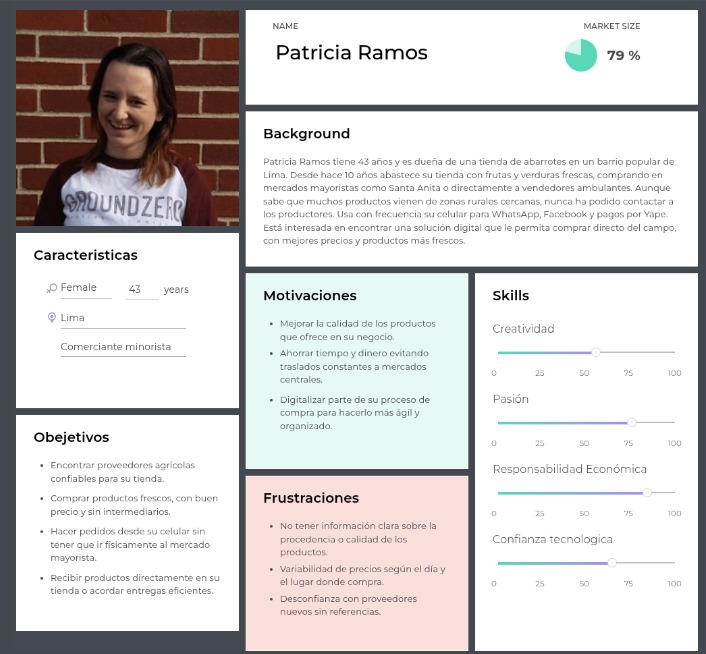 GROUNDZERO
NAME
Patricia Ramos
MARKET SIZE
79 %
Background
Patricia Ramos tiene 43 años y es dueña de una tienda de abarrotes en un barrio popular de
Lima. Desde hace 10 años abastece su tienda con frutas y verduras frescas, comprando en
mercados mayoristas como Santa Anita o directamente a vendedores ambulantes. Aunque
sabe que muchos productos vienen de zonas rurales cercanas, nunca ha podido contactar a
los productores. Usa con frecuencia su celular para WhatsApp, Facebook y pagos por Yape.
Está interesada en encontrar una solución digital que le permita comprar directo del campo,
con mejores precios y productos más frescos.
Caracteristicas
Female 43 years
Lima
Comerciante minorista
Obejetivos
• Encontrar proveedores agrícolas
confiables para su tienda.
• Comprar productos frescos, con buen
precio y sin intermediarios.
• Hacer pedidos desde su celular sin
tener que ir físicamente al mercado
mayorista.
• Recibir productos directamente en su
tienda o acordar entregas eficientes.
Motivaciones
• Mejorar la calidad de los productos
que ofrece en su negocio.
• Ahorrar tiempo y dinero evitando
traslados constantes a mercados
centrales.
• Digitalizar parte de su proceso de
compra para hacerlo más ágil y
organizado.
Frustraciones
• No tener información clara sobre la
procedencia o calidad de los
productos.
• Variabilidad de precios según el día y
el lugar donde compra.
• Desconfianza con proveedores
nuevos sin referencias.
Skills
Creatividad
0 25 50 75 100
Pasión
0 25 50 75 100
Responsabilidad Económica
0 25 50 75 100
Confianza tecnologica
0 25 50 75 100